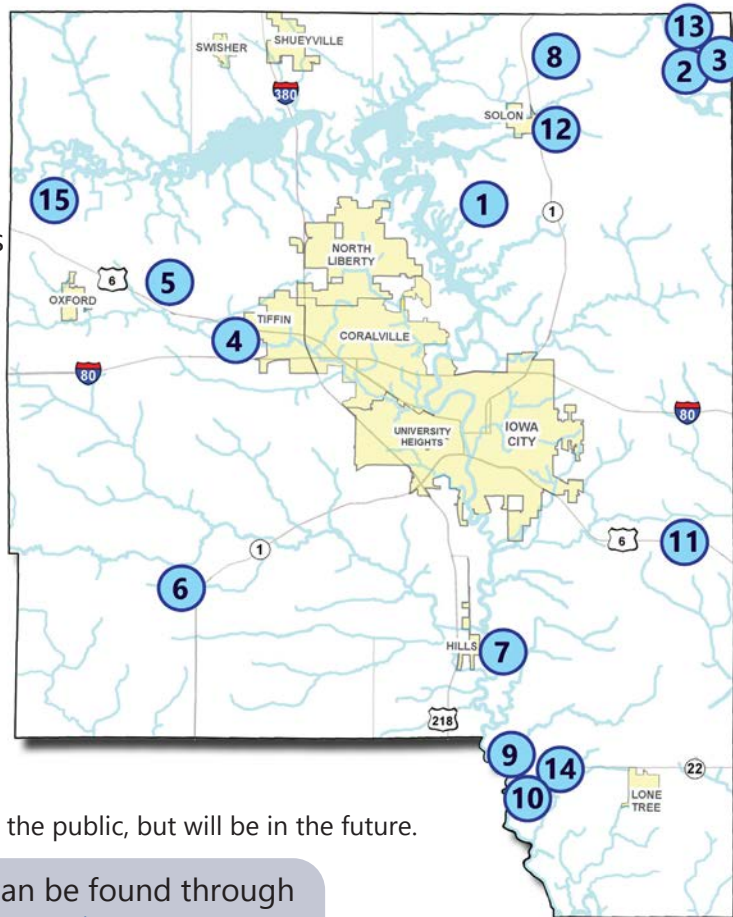 13
SWISHER
SHUEYVILLE
8
3
2
380
SOLON
12
15
1
1
s
NORTH
LIBERTY
6
5
OXFORD
TIFFIN
4
CORALVILLE
80
80
UNIVERSITY
HEIGHTS
IOWA
CITY
6
11
1
6
HILLS
7
218
9
14
22
10
LONE
TREE
the public, but will be in the future.
an be found through